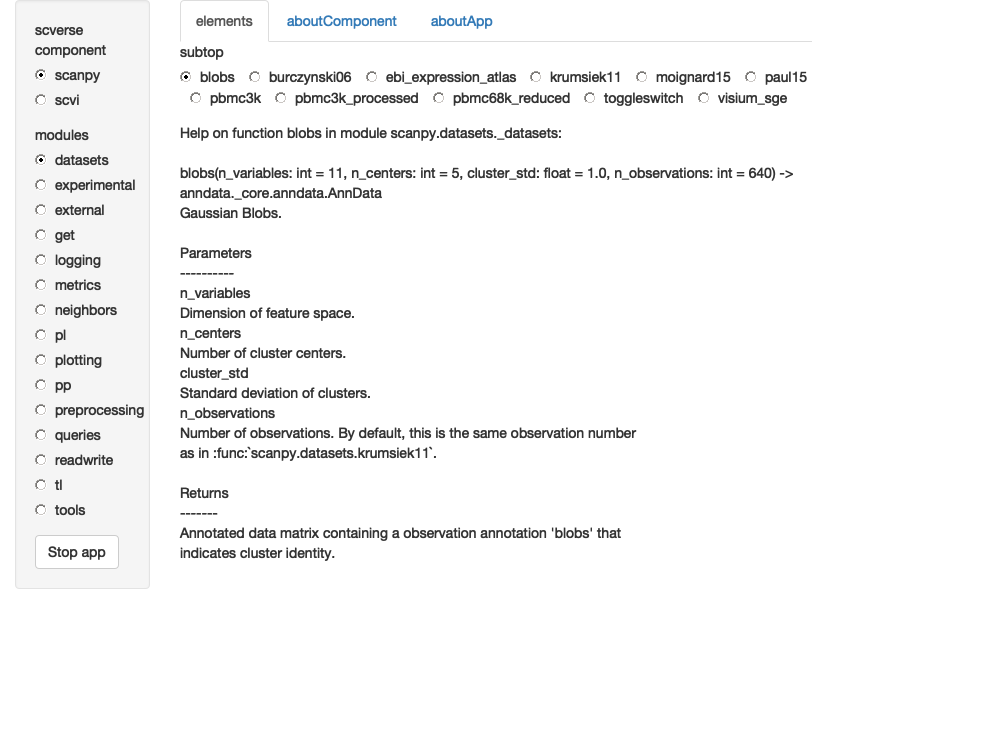 scverse
component
scanpy
scvi
modules
datasets
experimental
external
get
logging
metrics
neighbors
pl
plotting
pp
preprocessing
queries
readwrite
tl
tools
Stop app
elements aboutComponent aboutApp
subtop
blobs burczynski06 ebi_expression_atlas krumsiek11 moignard15 paul15
pbmc3k pbmc3k_processed pbmc68k_reduced toggleswitch visium_sge
Help on function blobs in module scanpy.datasets._datasets:
blobs(n_variables: int = 11, n_centers: int = 5, cluster_std: float = 1.0, n_observations: int = 640) ->
anndata._core.anndata.AnnData
Gaussian Blobs.
Parameters
----------
n_variables
Dimension of feature space.
n_centers
Number of cluster centers.
cluster_std
Standard deviation of clusters.
n_observations
Number of observations. By default, this is the same observation number
as in :func:`scanpy.datasets.krumsiek11`.
Returns
-------
Annotated data matrix containing a observation annotation 'blobs' that
indicates cluster identity.